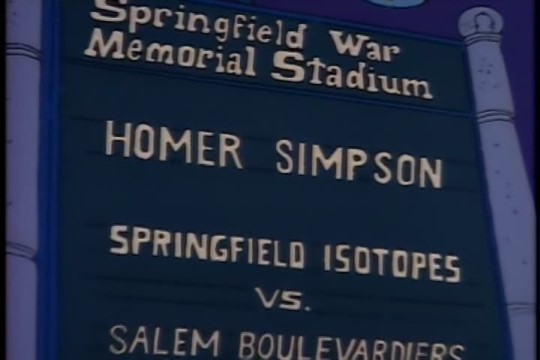 Springfield War
Memorial Stadium
HOMER SIMPSON
SPRINGFIELD ISOTOPES
VS.
SALEM BOULEVARDIERS